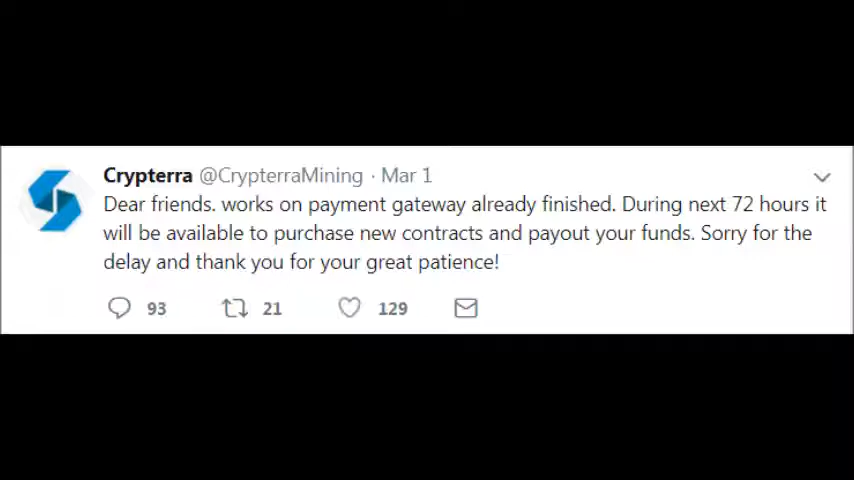 Crypterra @CrypterraMining · Mar 1
Dear friends. works on payment gateway already finished. During next 72 hours it
will be available to purchase new contracts and payout your funds. Sorry for the
delay and thank you for your great patience!
93 21 129